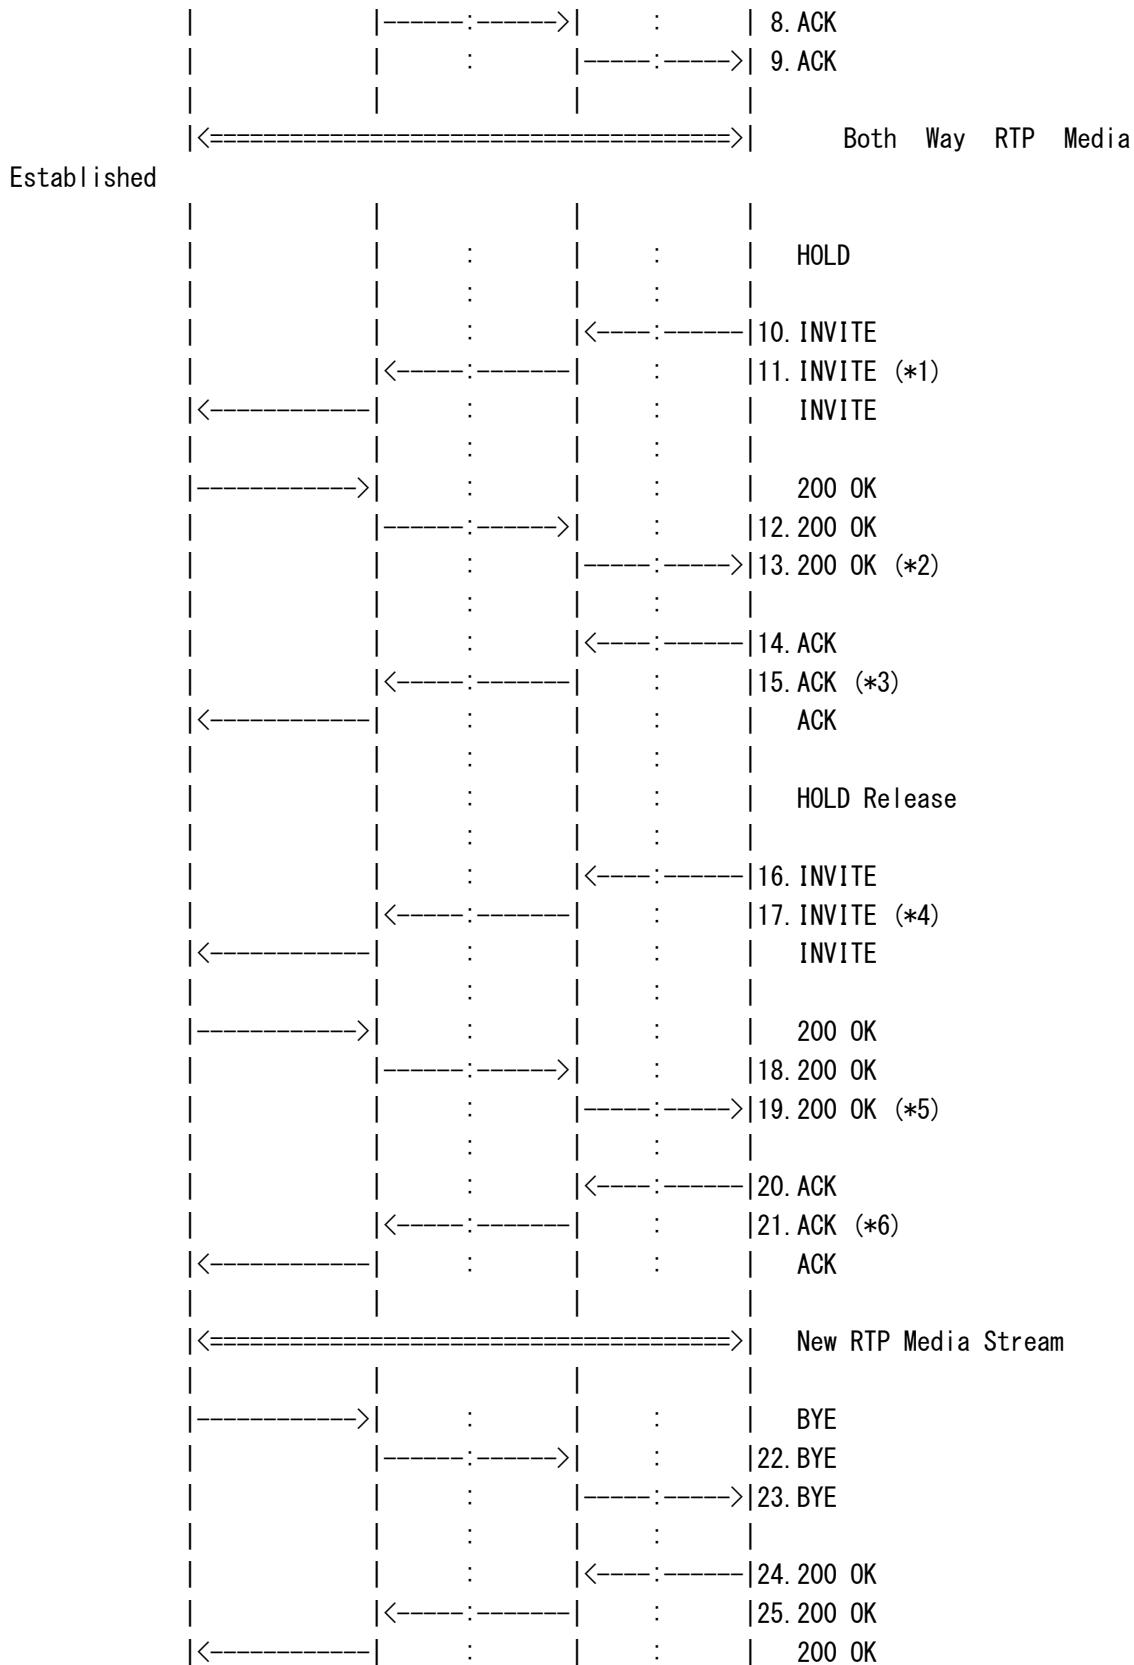 |             |------:------>|     :      | 8.ACK
|             |      :       |-----:----->| 9.ACK
|             |              |            |
|<=======================================>|      Both  Way  RTP  Media
Established
|             |              |            |
|             |      :       |     :      |   HOLD
|             |      :       |     :      |
|             |      :       |<----:------|10.INVITE
|             |<-----:-------|     :      |11.INVITE (*1)
|<------------|      :       |     :      |   INVITE
|             |      :       |     :      |
|------------>|      :       |     :      |   200 OK
|             |------:------>|     :      |12.200 OK
|             |      :       |-----:----->|13.200 OK (*2)
|             |      :       |     :      |
|             |      :       |<----:------|14.ACK
|             |<-----:-------|     :      |15.ACK (*3)
|<------------|      :       |     :      |   ACK
|             |      :       |     :      |
|             |      :       |     :      |   HOLD Release
|             |      :       |     :      |
|             |      :       |<----:------|16.INVITE
|             |<-----:-------|     :      |17.INVITE (*4)
|<------------|      :       |     :      |   INVITE
|             |      :       |     :      |
|------------>|      :       |     :      |   200 OK
|             |------:------>|     :      |18.200 OK
|             |      :       |-----:----->|19.200 OK (*5)
|             |      :       |     :      |
|             |      :       |<----:------|20.ACK
|             |<-----:-------|     :      |21.ACK (*6)
|<------------|      :       |     :      |   ACK
|             |              |            |
|<=======================================>|   New RTP Media Stream
|             |              |            |
|------------>|      :       |     :      |   BYE
|             |------:------>|     :      |22.BYE
|             |      :       |-----:----->|23.BYE
|             |      :       |     :      |
|             |      :       |<----:------|24.200 OK
|             |<-----:-------|     :      |25.200 OK
|<------------|      :       |     :      |   200 OK